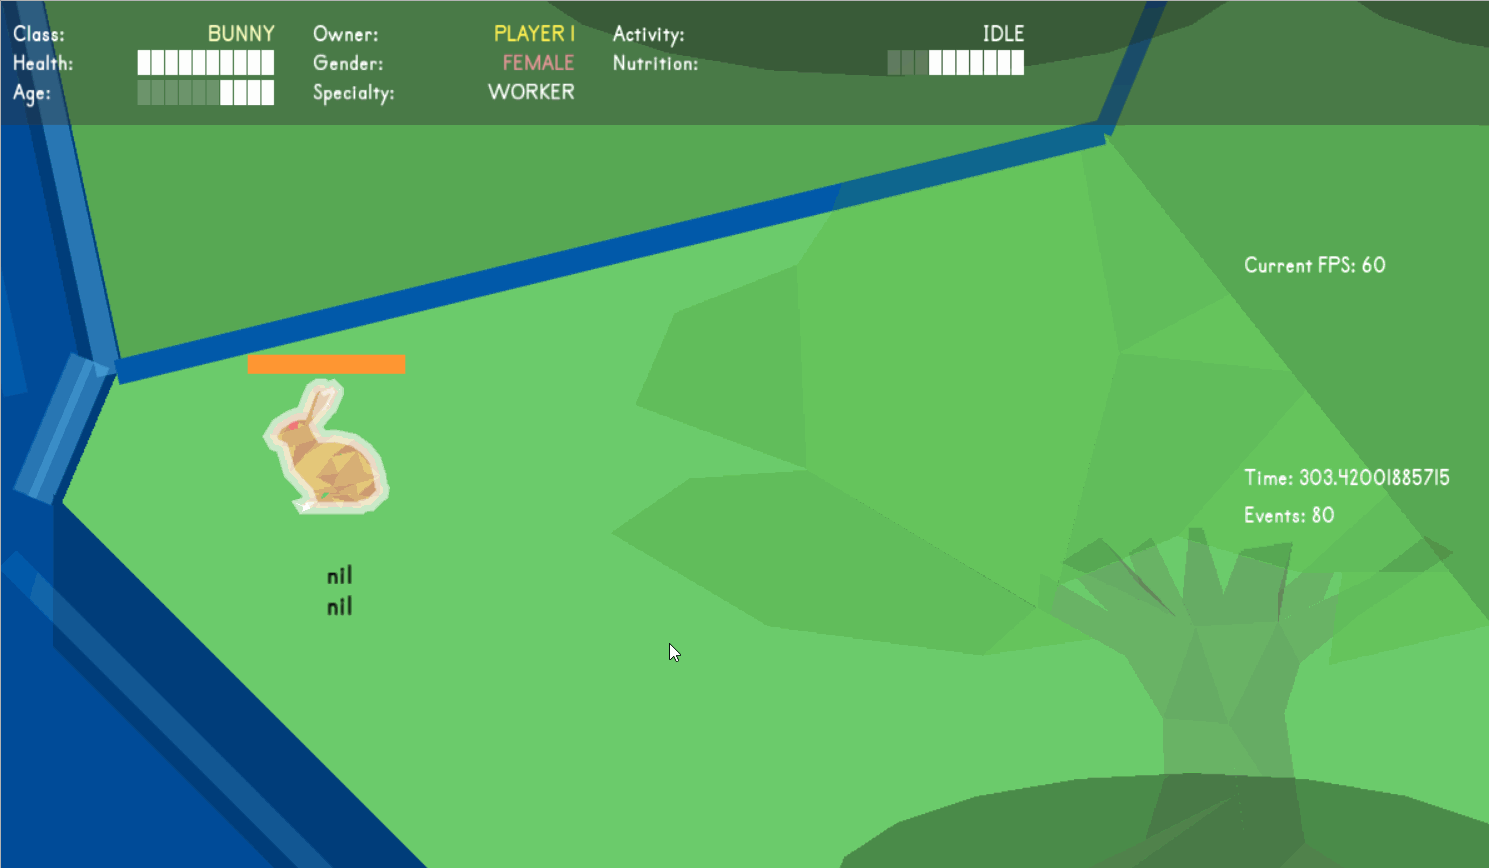 Class: BUNNY Owner: PLAYER 1 Activity: IDLE
Health: Gender: FEMALE Nutrition:
Age: Specialty: WORKER
Current FPS: 60
Time: 303.42001885715
Events: 80
nil
nil